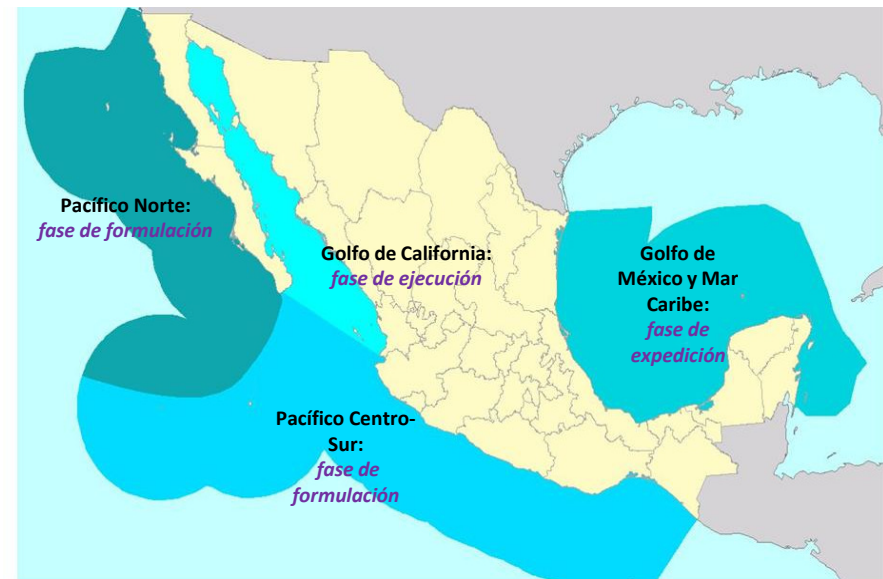 Pacífico Norte:
fase de formulación
Golfo de California:
fase de ejecución
Golfo de
México y Mar
Caribe:
fase de
expedición
Pacífico Centro-
Sur:
fase de
formulación